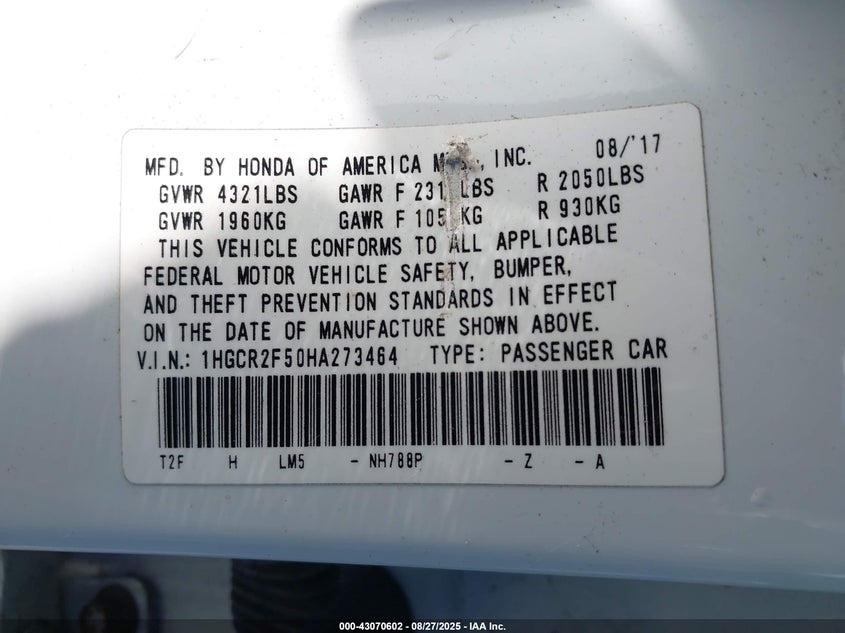 MFD. BY HONDA OF AMERICA INC. 08/'17
GVWR 4321LBS GAWR F LBS R 2050LBS
GVWR 1960KG GAWR F KG R 930KG
THIS VEHICLE CONFORMS TO ALL APPLICABLE
FEDERAL MOTOR VEHICLE SAFETY, BUMPER,
AND THEFT PREVENTION STANDARDS IN EFFECT
ON THE DATE OF MANUFACTURE SHOWN ABOVE.
V.I.N.: 1HGCR2F50HA273464 TYPE: PASSENGER CAR
T2F H LM5 - NH788P - Z - A
000-43070602 - 08/27/2025 - IAA Inc.